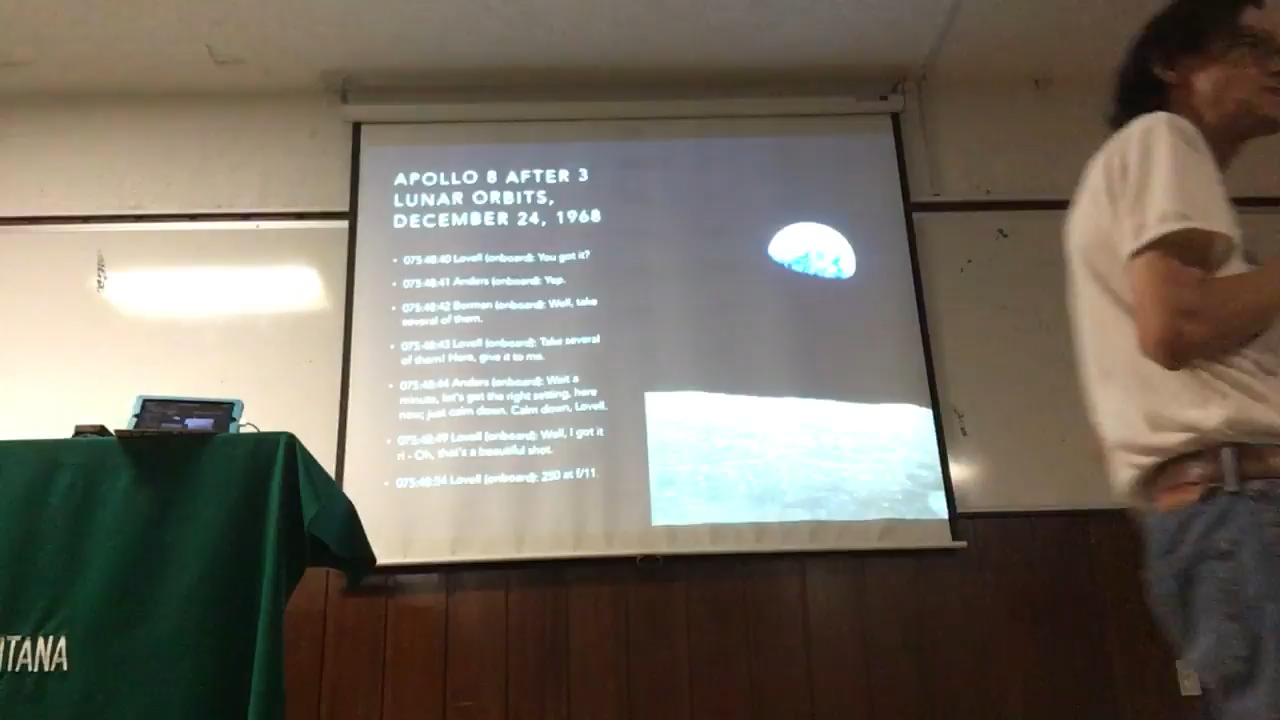 APOLLO 8 AFTER 3
LUNAR ORBITS,
DECEMBER 24, 1968
• 075:48:40 Lovell (onboard): You got it?
• 075:48:41 Anders (onboard): Yep.
• 075:48:42 Borman (onboard): Well, take
several of them.
• 075:48:43 Lovell (onboard): Take several
of them! Here, give it to me.
• 075:48:44 Anders (onboard): Wait a
minute, let's get the right setting, here
now; just calm down. Calm down, Lovell.
• 075:48:49 Lovell (onboard): Well, I got it
ri - Oh, that's a beautiful shot.
• 075:48:54 Lovell (onboard): 250 at f/11.
NTANA